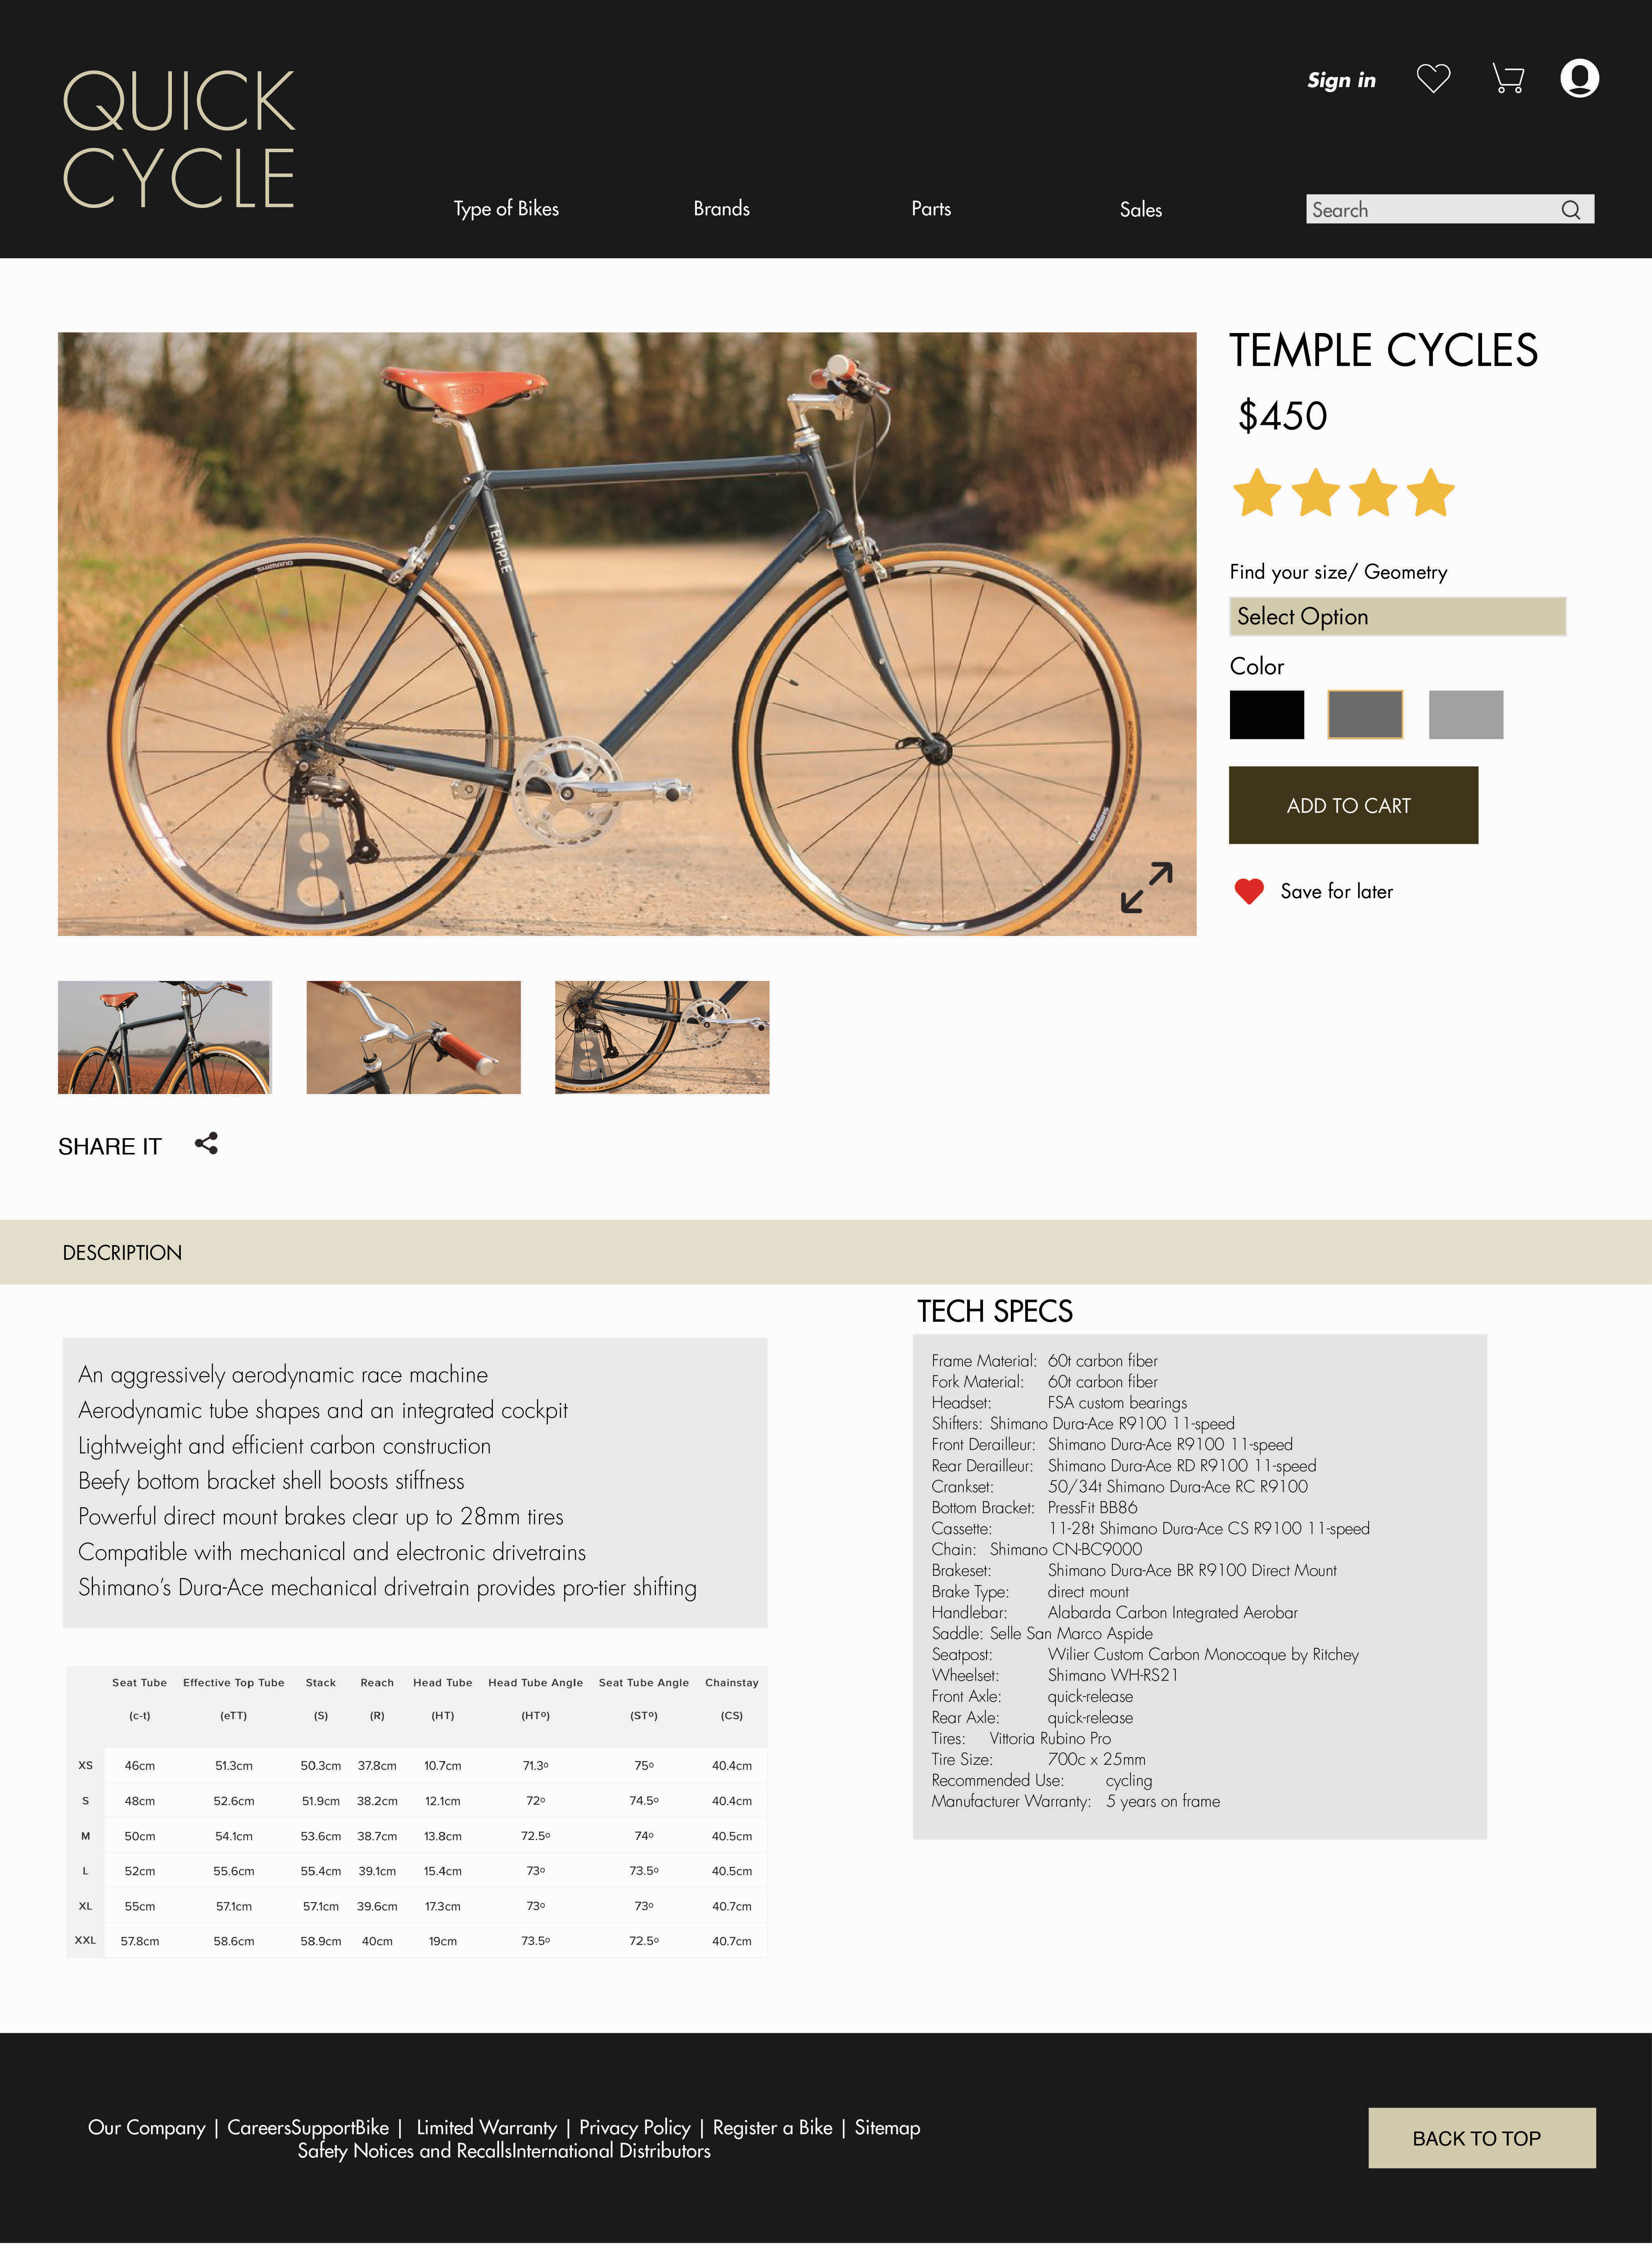 QUICK
CYCLE
Sign in
Type of Bikes Brands Parts Sales Search
TEMPLE CYCLES
$450
TEMPLE
SHIMANO
SHIMANO
Find your size/ Geometry
Select Option
Color
ADD TO CART
Save for later
SHARE IT
DESCRIPTION
An aggressively aerodynamic race machine
Aerodynamic tube shapes and an integrated cockpit
Lightweight and efficient carbon construction
Beefy bottom bracket shell boosts stiffness
Powerful direct mount brakes clear up to 28mm tires
Compatible with mechanical and electronic drivetrains
Shimano's Dura-Ace mechanical drivetrain provides pro-tier shifting
Seat Tube Effective Top Tube Stack Reach Head Tube Head Tube Angle Seat Tube Angle Chainstay
(c-t) (eTT) (S) (R) (HT) (HTº) (STº) (CS)
XS 46cm 51.3cm 50.3cm 37.8cm 10.7cm 71.3º 75º 40.4cm
S 48cm 52.6cm 51.9cm 38.2cm 12.1cm 72º 74.5º 40.4cm
M 50cm 54.1cm 53.6cm 38.7cm 13.8cm 72.5º 74º 40.5cm
L 52cm 55.6cm 55.4cm 39.1cm 15.4cm 73º 73.5º 40.5cm
XL 55cm 57.1cm 57.1cm 39.6cm 17.3cm 73º 73º 40.7cm
XXL 57.8cm 58.6cm 58.9cm 40cm 19cm 73.5º 72.5º 40.7cm
TECH SPECS
Frame Material: 60t carbon fiber
Fork Material: 60t carbon fiber
Headset: FSA custom bearings
Shifters: Shimano Dura-Ace R9100 11-speed
Front Derailleur: Shimano Dura-Ace R9100 11-speed
Rear Derailleur: Shimano Dura-Ace RD R9100 11-speed
Crankset: 50/34t Shimano Dura-Ace RC R9100
Bottom Bracket: PressFit BB86
Cassette: 11-28t Shimano Dura-Ace CS R9100 11-speed
Chain: Shimano CN-BC9000
Brakeset: Shimano Dura-Ace BR R9100 Direct Mount
Brake Type: direct mount
Handlebar: Alabarda Carbon Integrated Aerobar
Saddle: Selle San Marco Aspide
Seatpost: Wilier Custom Carbon Monocoque by Ritchey
Wheelset: Shimano WH-RS21
Front Axle: quick-release
Rear Axle: quick-release
Tires: Vittoria Rubino Pro
Tire Size: 700c x 25mm
Recommended Use: cycling
Manufacturer Warranty: 5 years on frame
Our Company | CareersSupportBike | Limited Warranty | Privacy Policy | Register a Bike | Sitemap
Safety Notices and RecallsInternational Distributors
BACK TO TOP